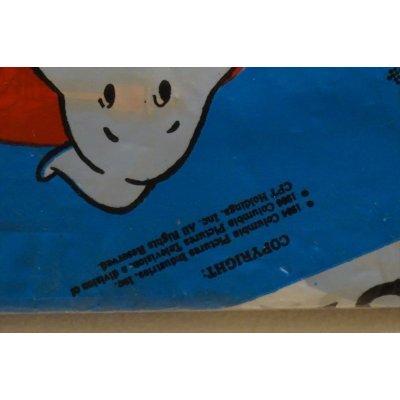 COPYRIGHT:
© 1984 Columbia Pictures Industries, Inc.
© 1986 Columbia Pictures Television, a division of
CPT Holdings, Inc. All Rights Reserved.